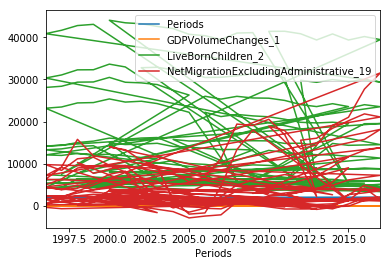 Periods
GDPVolumeChanges_1
LiveBornChildren_2
NetMigrationExcludingAdministrative_19
40000
30000
20000
10000
0
1997.5 2000.0 2002.5 2005.0 2007.5 2010.0 2012.5 2015.0
Periods